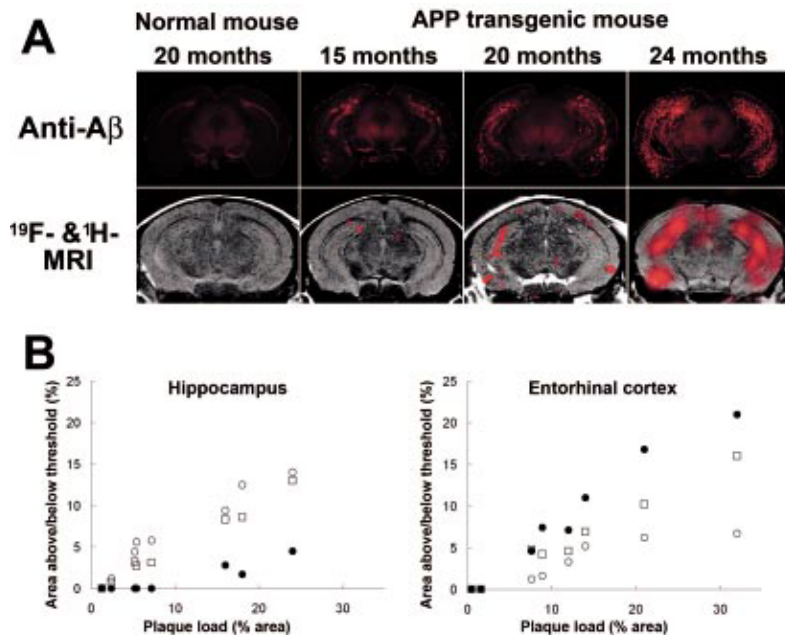 A
Normal mouse
APP transgenic mouse
20 months
15 months
20 months
24 months
Anti-Aβ
¹⁹F- &¹H-
MRI
B
Hippocampus
Area above/below threshold (%)
25
20
15
10
5
0
0
10
20
30
Plaque load (% area)
Entorhinal cortex
Area above/below threshold (%)
25
20
15
10
5
0
0
10
20
30
Plaque load (% area)